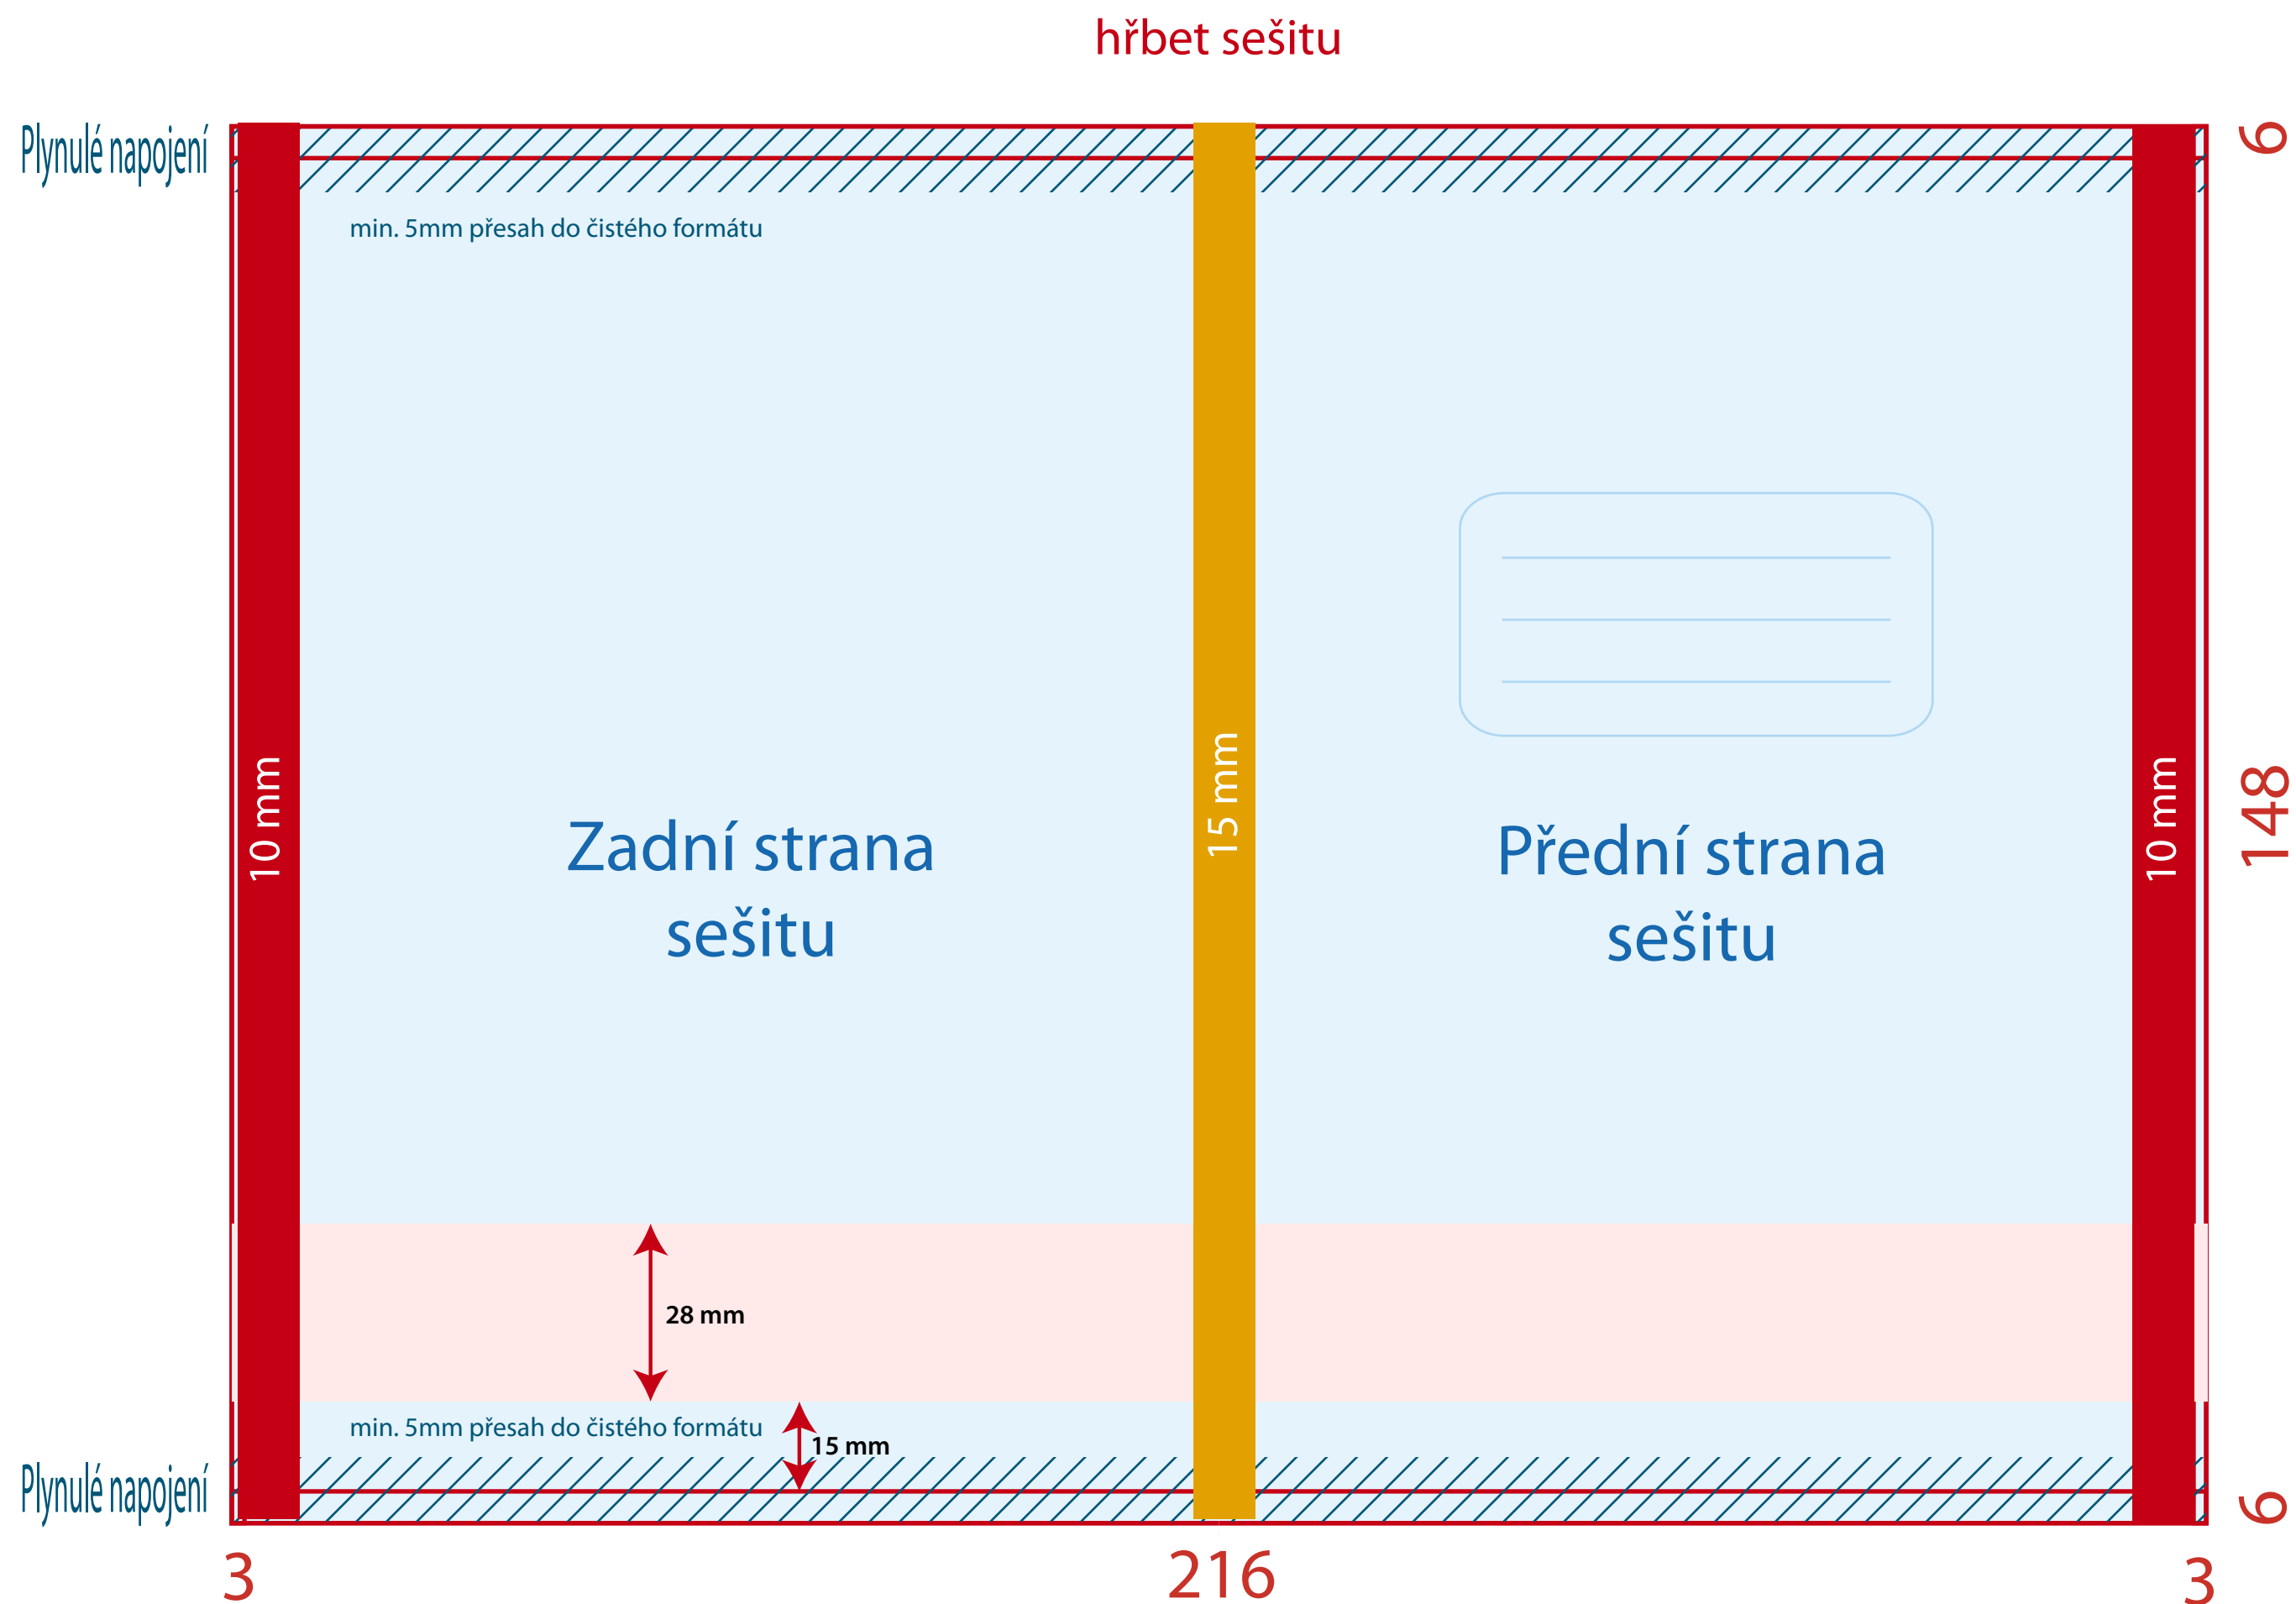 hřbet sešitu
Plynulé napojení
6
min. 5mm přesah do čistého formátu
10 mm
15 mm
10 mm
148
Zadní strana
sešitu
Přední strana
sešitu
28 mm
min. 5mm přesah do čistého formátu
15 mm
Plynulé napojení
6
3
216
3